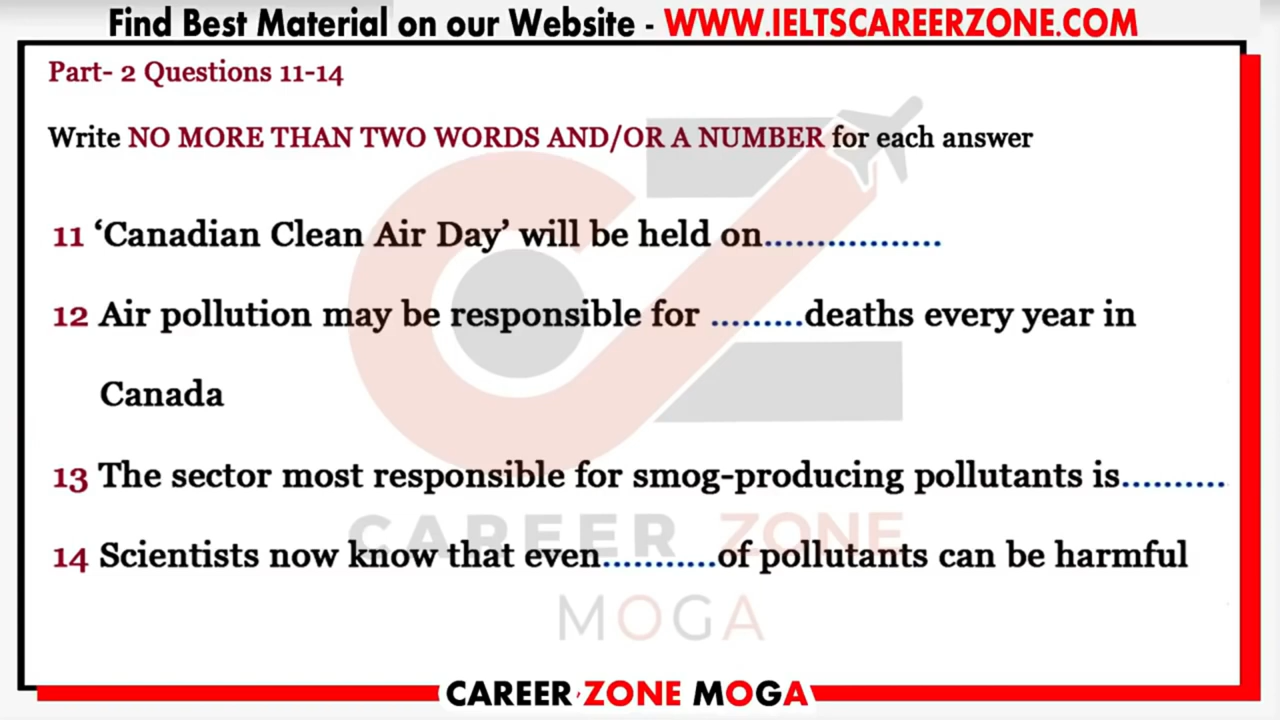 Find Best Material on our Website - WWW.IELTSCAREERZONE.COM
Part- 2 Questions 11-14
Write NO MORE THAN TWO WORDS AND/OR A NUMBER for each answer
11 ‘Canadian Clean Air Day’ will be held on.................
12 Air pollution may be responsible for .........deaths every year in
Canada
13 The sector most responsible for smog-producing pollutants is..........
CAREER ZONE
14 Scientists now know that even...........of pollutants can be harmful
MOGA
CAREER ZONE MOGA